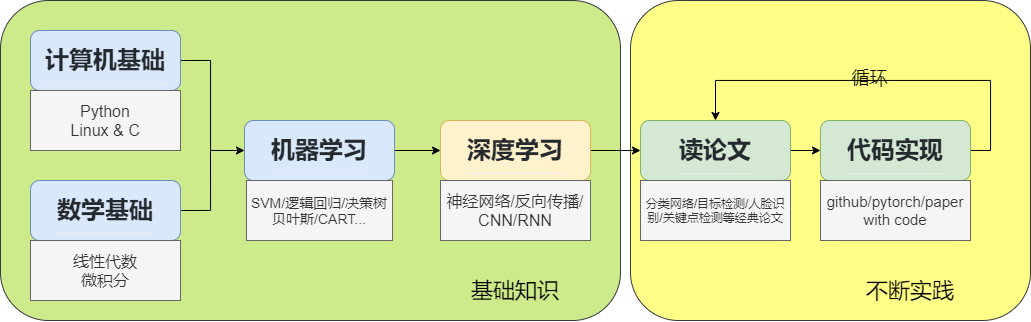 计算机基础
Python
Linux & C
数学基础
线性代数
微积分
机器学习
SVM/逻辑回归/决策树
贝叶斯/CART...
深度学习
神经网络/反向传播/
CNN/RNN
基础知识
循环
读论文
分类网络/目标检测/人脸识
别/关键点检测等经典论文
代码实现
github/pytorch/paper
with code
不断实践